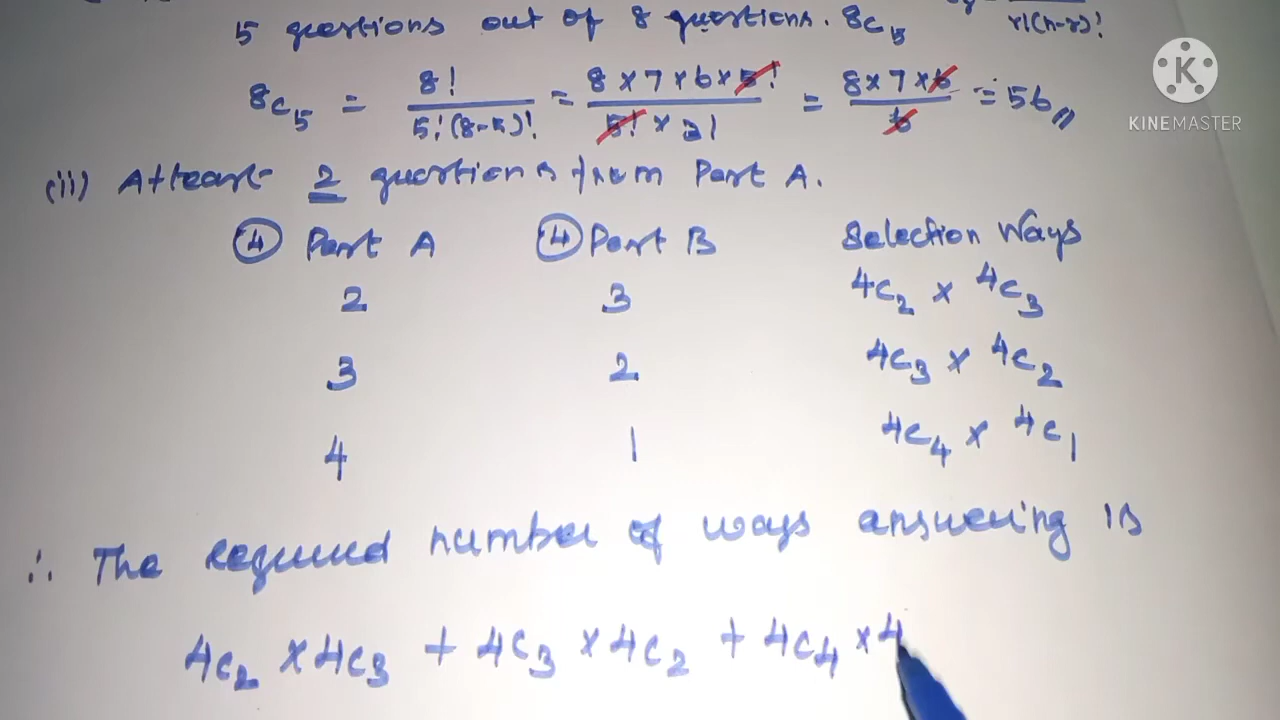 r!(n-r)!
5 questions out of 8 questions. 8C5
8C5 = 8! / 5!(8-5)! = 8×7×6×5! / 5!×3! = 8×7×6 / 6 = 56//
KINEMASTER
(ii) Atleast 2 questions from Part A.
④ Part A ④ Part B Selection Ways
2 3 4C2 × 4C3
3 2 4C3 × 4C2
4 1 4C4 × 4C1
∴ The required number of ways answering is
4C2 × 4C3 + 4C3 × 4C2 + 4C4 × 4